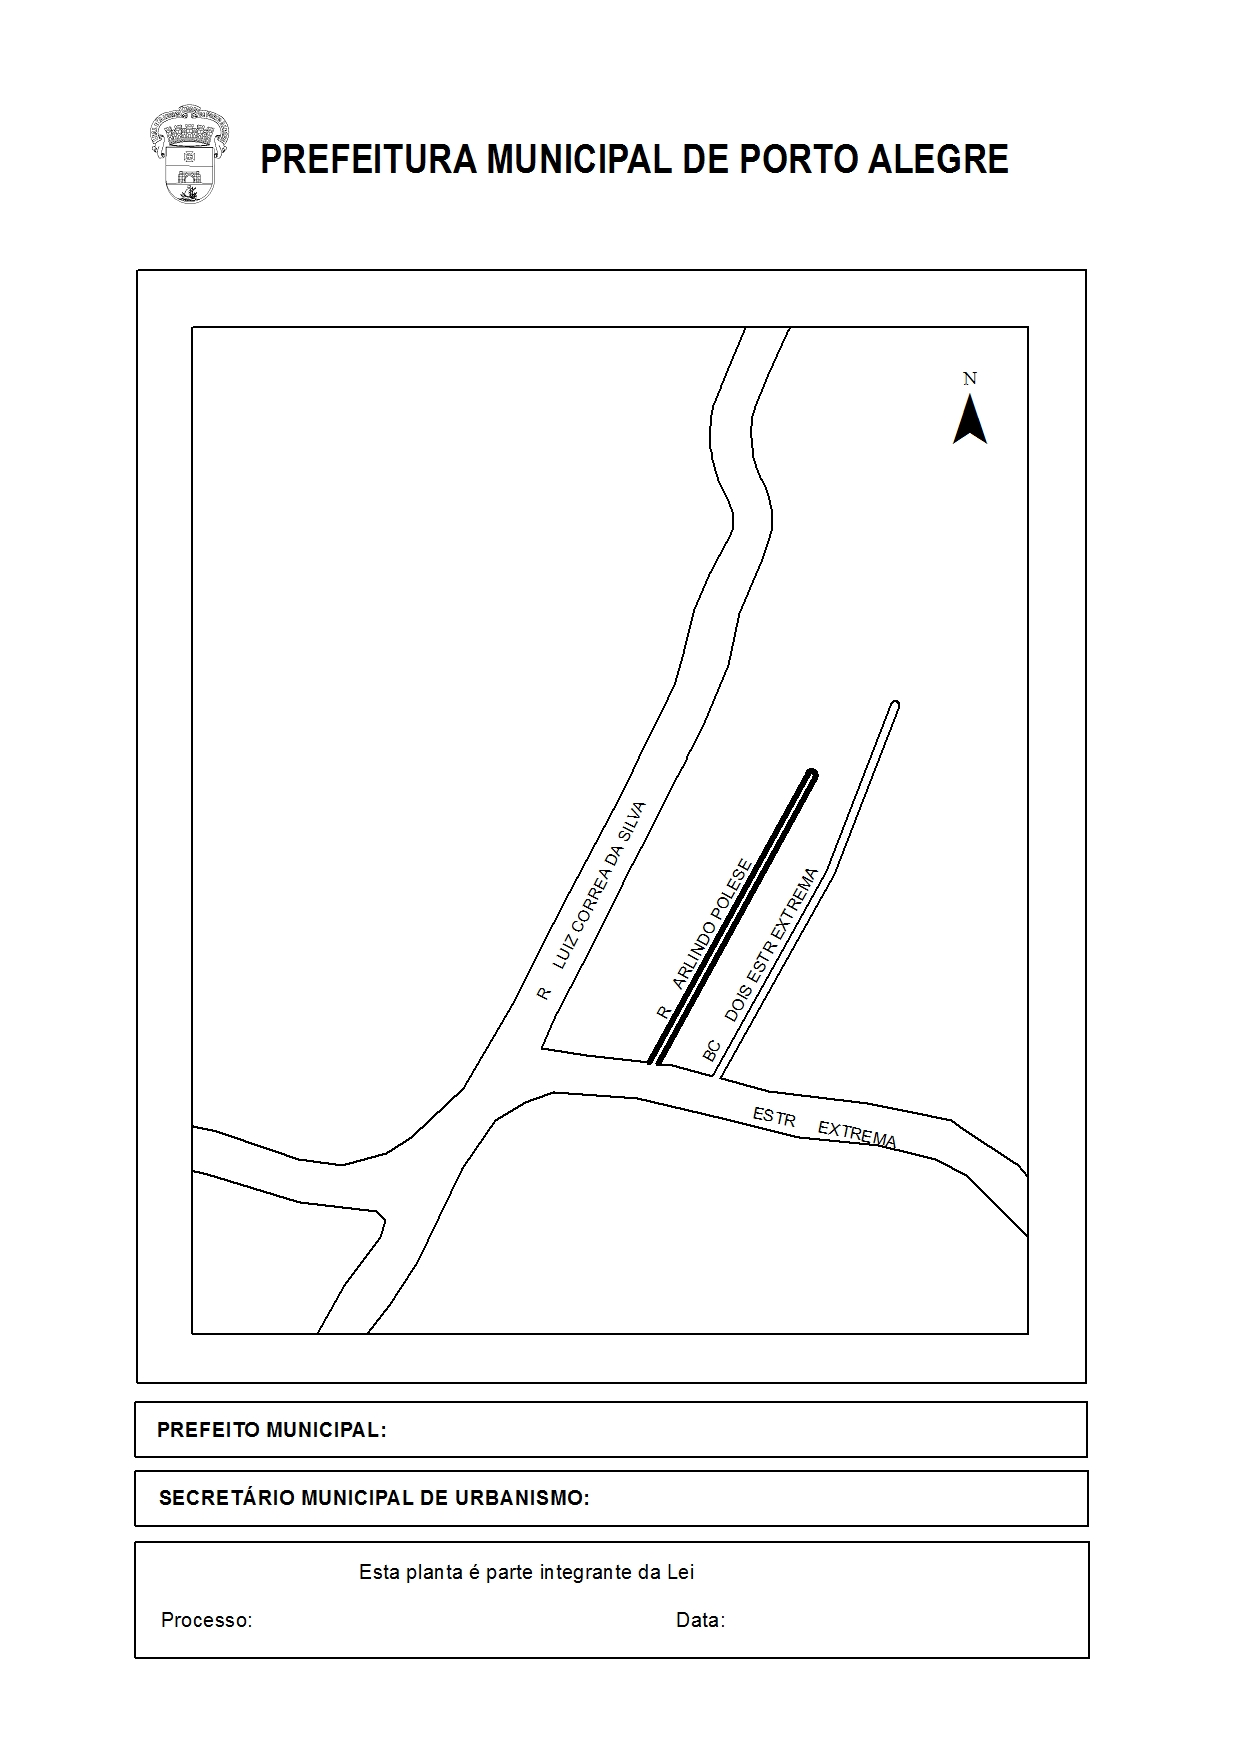 PREFEITURA MUNICIPAL DE PORTO ALEGRE
N
R LUIZ CORREA DA SILVA
R ARLINDO POLESE
BC DOIS ESTR EXTREMA
ESTR EXTREMA
PREFEITO MUNICIPAL:
SECRETÁRIO MUNICIPAL DE URBANISMO:
Esta planta é parte integrante da Lei
Processo: Data: